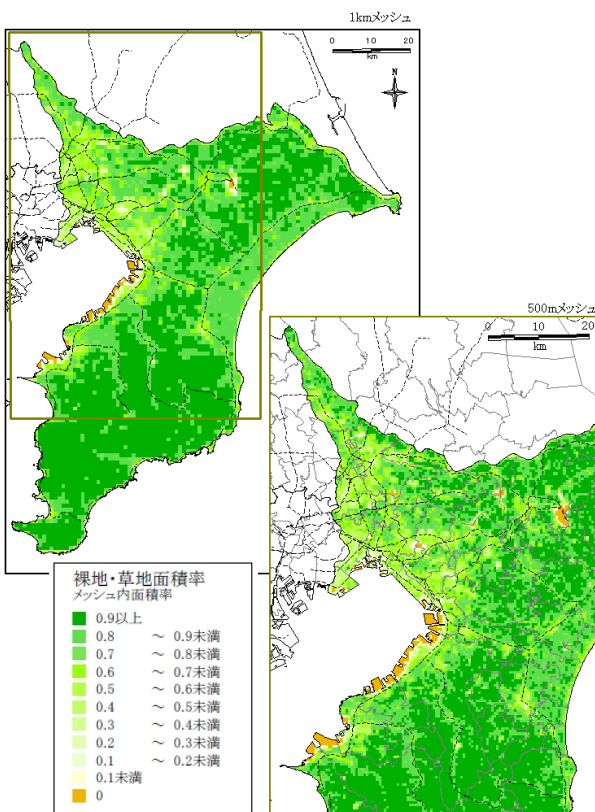 1kmメッシュ
0 10 20
km
N
500mメッシュ
0 10 20
km
裸地・草地面積率
メッシュ内面積率
0.9以上
0.8 ～ 0.9未満
0.7 ～ 0.8未満
0.6 ～ 0.7未満
0.5 ～ 0.6未満
0.4 ～ 0.5未満
0.3 ～ 0.4未満
0.2 ～ 0.3未満
0.1 ～ 0.2未満
0.1未満
0